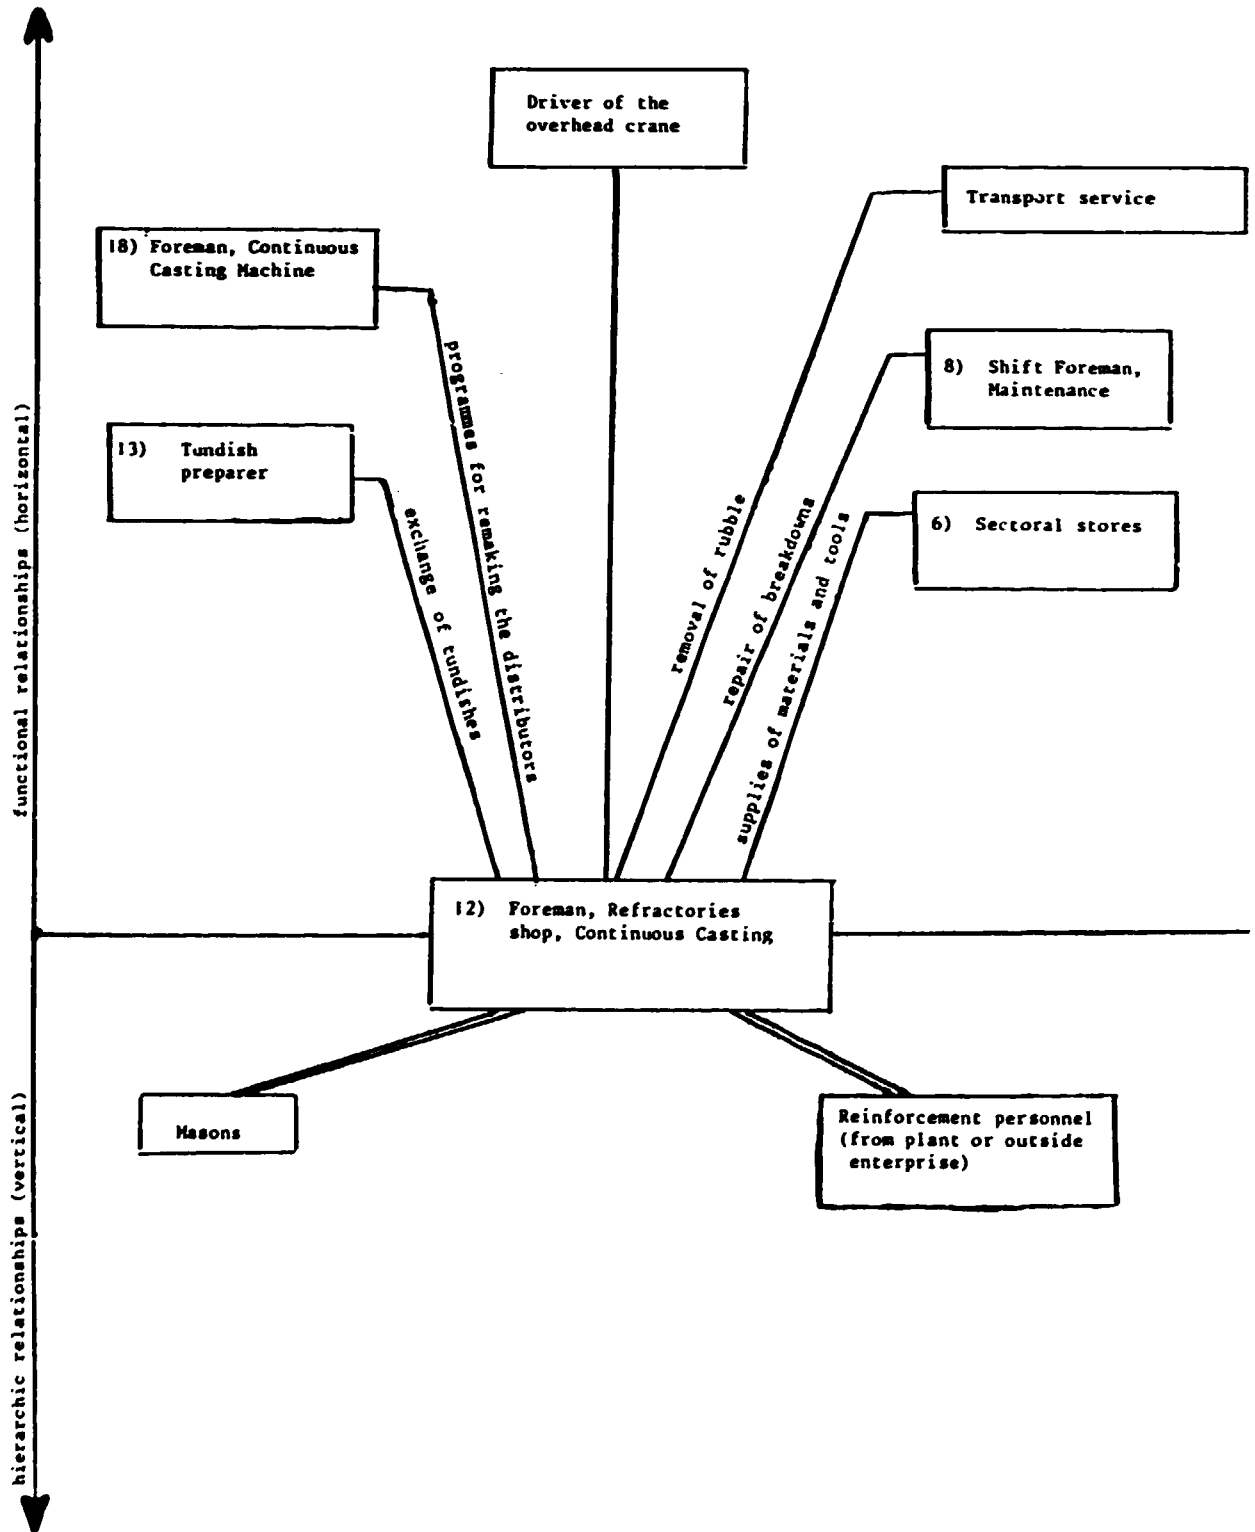 Driver of the
overhead crane
Transport service
18) Foreman, Continuous
Casting Machine
8) Shift Foreman,
Maintenance
13) Tundish
preparer
6) Sectoral stores
programmes for remaking the distributors
exchange of tundishes
removal of rubble
repair of breakdowns
supplies of materials and tools
functional relationships (horizontal)
12) Foreman, Refractories
shop, Continuous Casting
hierarchic relationships (vertical)
Masons
Reinforcement personnel
(from plant or outside
enterprise)